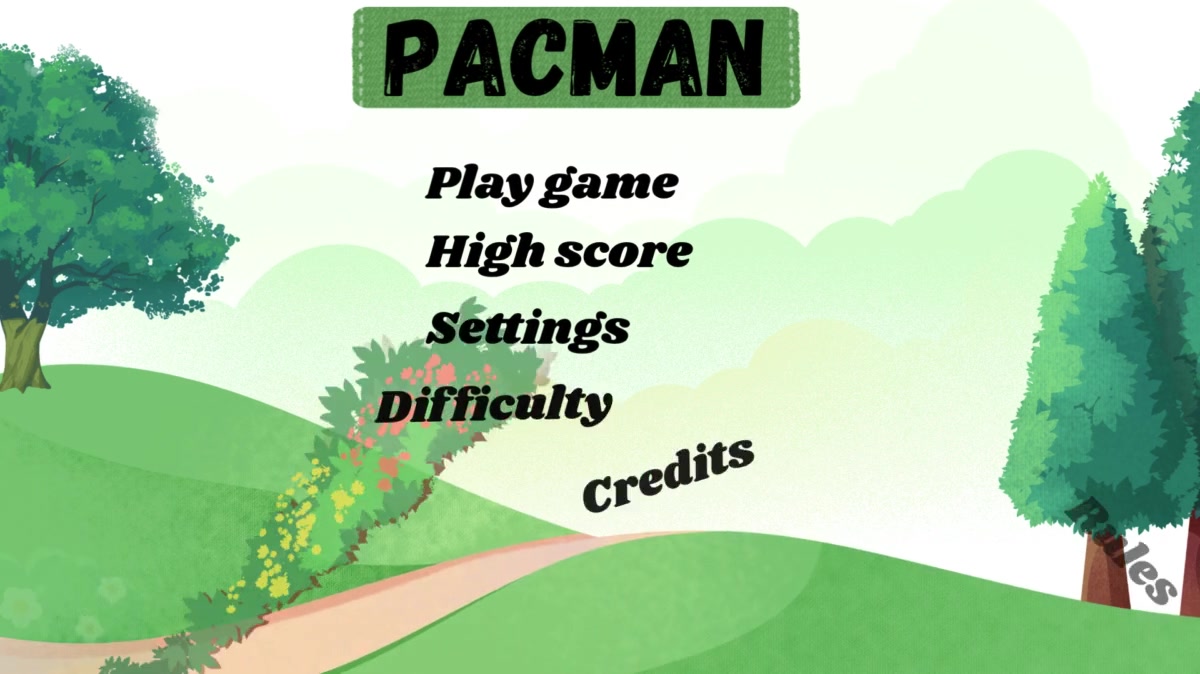 PACMAN
Play game
High score
Settings
Difficulty
Credits
Rules